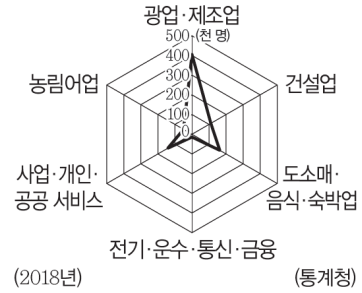 광업·제조업
500 (천 명)
400
300
200
100
0
농림어업
건설업
사업·개인·
공공 서비스
도소매·
음식·숙박업
전기·운수·통신·금융
(2018년)
(통계청)